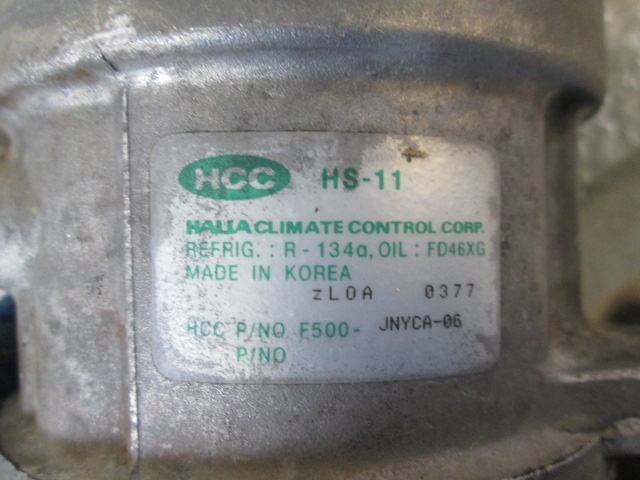 HCC HS-11
HALLA CLIMATE CONTROL CORP.
REFRIG. : R-134a, OIL : FD46XG
MADE IN KOREA
zLOA 0377
HCC P/NO F500- JNYCA-06
P/NO